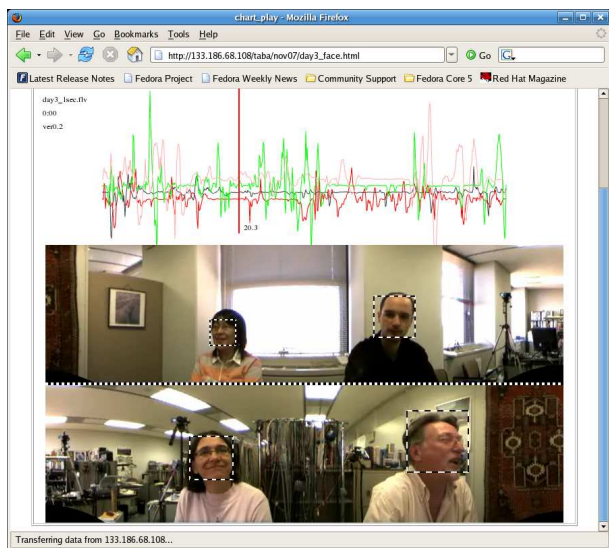 chart_play - Mozilla Firefox
File Edit View Go Bookmarks Tools Help
http://133.186.68.108/taba/nov07/day3_face.html Go G
Latest Release Notes Fedora Project Fedora Weekly News Community Support Fedora Core 5 Red Hat Magazine
day3_1sec.flv
0:00
ver0.2
20.3
Transferring data from 133.186.68.108...